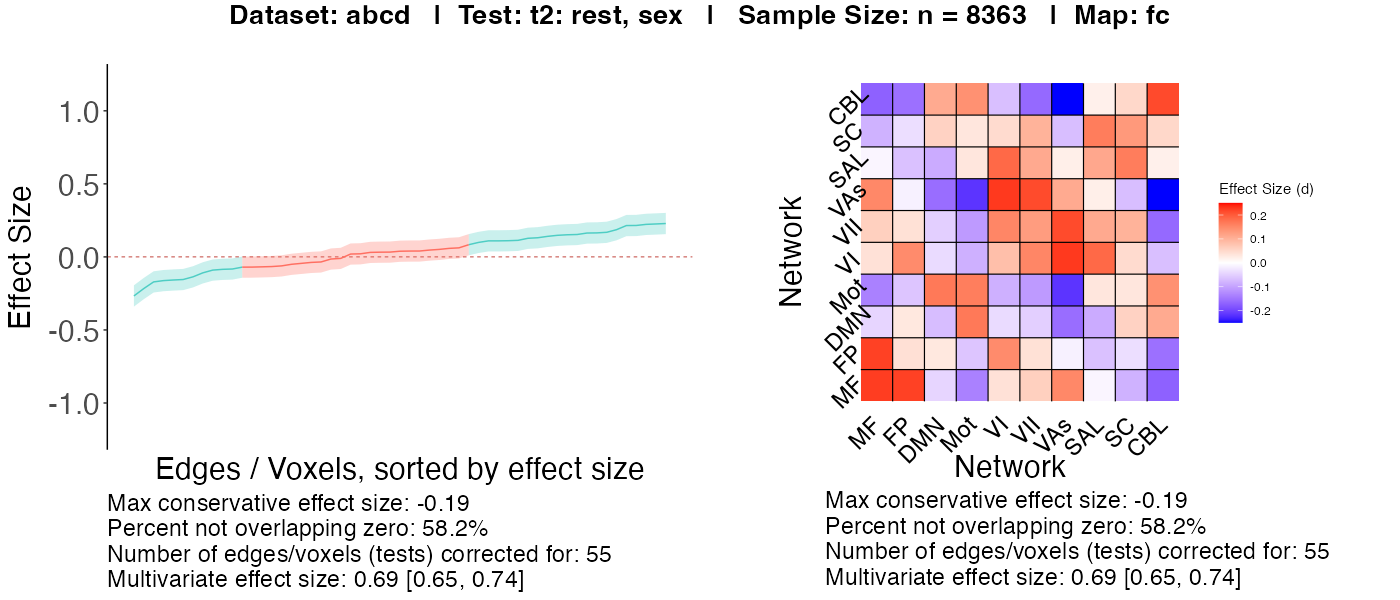 Dataset: abcd | Test: t2: rest, sex | Sample Size: n = 8363 | Map: fc
Effect Size
1.0
0.5
0.0
-0.5
-1.0
Edges / Voxels, sorted by effect size
Max conservative effect size: -0.19
Percent not overlapping zero: 58.2%
Number of edges/voxels (tests) corrected for: 55
Multivariate effect size: 0.69 [0.65, 0.74]
Network
CBL
SC
SAL
VAs
VII
VI
Mot
DMN
FP
MF
MF
FP
DMN
Mot
VI
VII
VAs
SAL
SC
CBL
Network
Effect Size (d)
0.2
0.1
0.0
-0.1
-0.2
Max conservative effect size: -0.19
Percent not overlapping zero: 58.2%
Number of edges/voxels (tests) corrected for: 55
Multivariate effect size: 0.69 [0.65, 0.74]